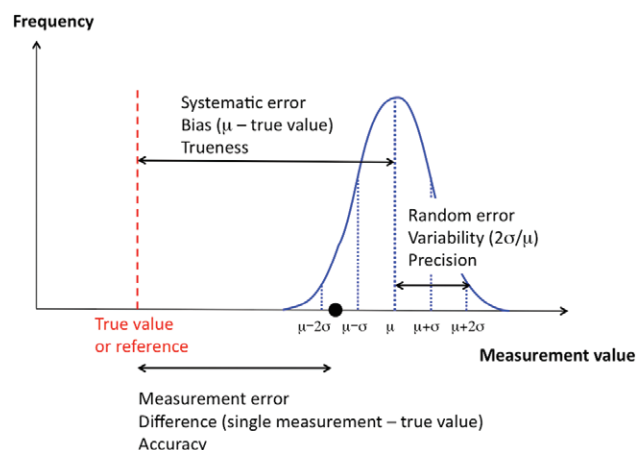 Frequency
Systematic error
Bias (μ – true value)
Trueness
Random error
Variability (2σ/μ)
Precision
μ−2σ
μ−σ
μ
μ+σ
μ+2σ
True value
or reference
Measurement value
Measurement error
Difference (single measurement – true value)
Accuracy